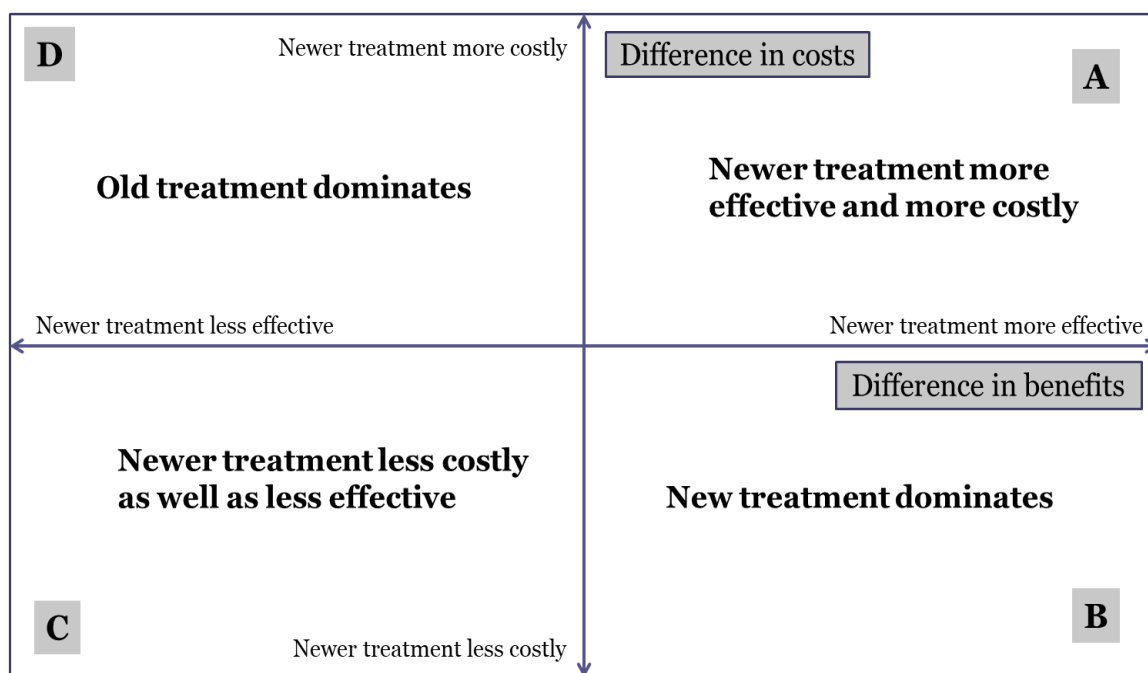 D
Newer treatment more costly
Difference in costs
A
Old treatment dominates
Newer treatment more
effective and more costly
Newer treatment less effective
Newer treatment more effective
Difference in benefits
Newer treatment less costly
as well as less effective
New treatment dominates
C
Newer treatment less costly
B